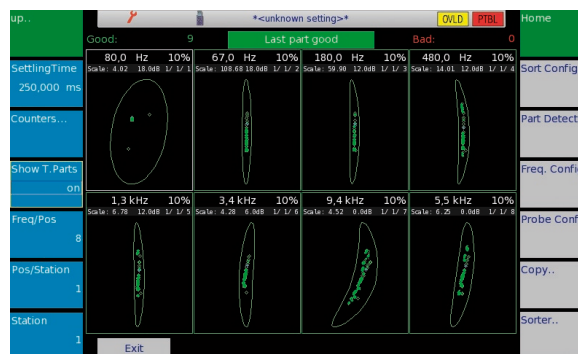 up..
*<unknown setting>*
OVLD
PTBL
Home
Good: 9
Last part good
Bad: 0
80,0 Hz 10%
67,0 Hz 10%
180,0 Hz 10%
480,0 Hz 10%
Scale: 4.02 18.0dB 1/ 1/ 1
Scale: 108.68 18.0dB 1/ 1/ 2
Scale: 59.90 12.0dB 1/ 1/ 3
Scale: 14.01 12.0dB 1/ 1/ 4
SettlingTime
250,000 ms
Sort Config
Counters...
Part Detect
Show T.Parts
on
Freq. Confi
1,3 kHz 10%
3,4 kHz 10%
9,4 kHz 10%
5,5 kHz 10%
Scale: 6.78 12.0dB 1/ 1/ 5
Scale: 4.28 6.0dB 1/ 1/ 6
Scale: 4.52 0.0dB 1/ 1/ 7
Scale: 6.25 0.0dB 1/ 1/ 8
Freq/Pos
8
Probe Conf
Pos/Station
1
Copy..
Station
1
Sorter..
Exit